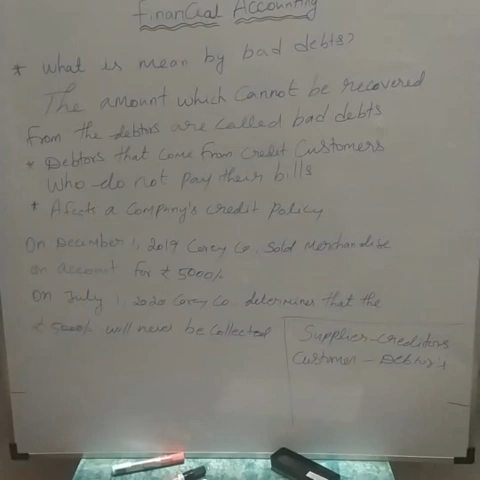 Financial Accounting
* What is mean by bad debts?
The amount which cannot be recovered
from the debtors are called bad debts
* Debtors that come from credit customers
who do not pay their bills
* Afects a Company's credit Policy
On December 1, 2019 Corey Co. Sold Merchandise
on account for ₹ 5000/-
On July 1, 2020 Corey Co. determines that the
₹ 5000/- will never be Collected
Supplier - creditors
Customer - Debtors